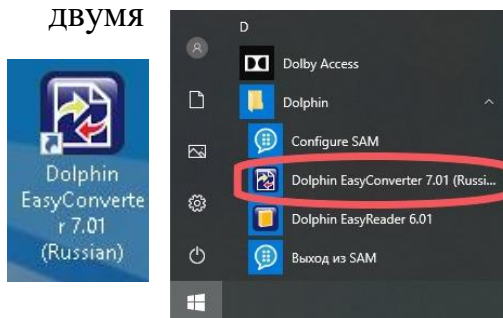 двумя
Dolphin
EasyConverte
r 7.01
(Russian)
D
Dolby Access
Dolphin
Configure SAM
Dolphin EasyConverter 7.01 (Russi...
Dolphin EasyReader 6.01
Выход из SAM